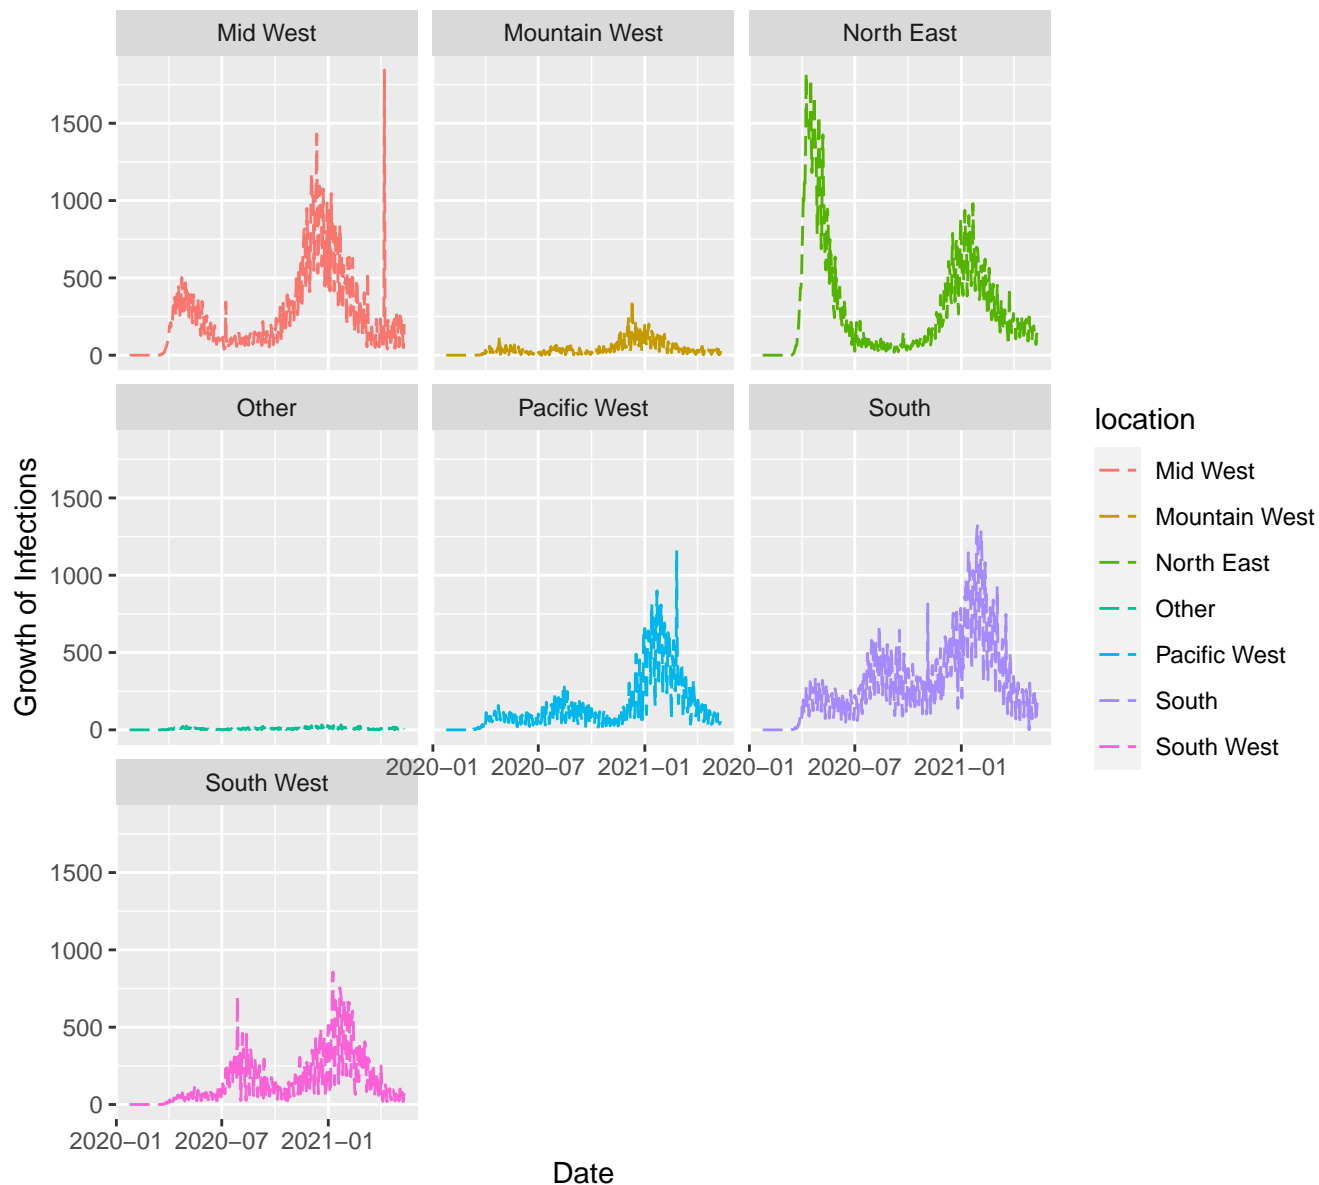 Mid West
Mountain West
North East
1500
1000
500
0
Other
Pacific West
South
1500
1000
500
0
2020−01
2020−07
2021−01
2020−01
2020−07
2021−01
South West
1500
1000
500
0
2020−01
2020−07
2021−01
Growth of Infections
Date
location
Mid West
Mountain West
North East
Other
Pacific West
South
South West